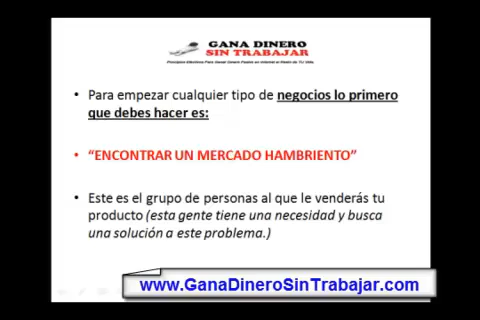 GANA DINERO
SIN TRABAJAR
• Para empezar cualquier tipo de negocios lo primero
que debes hacer es:
• “ENCONTRAR UN MERCADO HAMBRIENTO”
• Este es el grupo de personas al que le venderás tu
producto (esta gente tiene una necesidad y busca
una solución a este problema.)
www.GanaDineroSinTrabajar.com